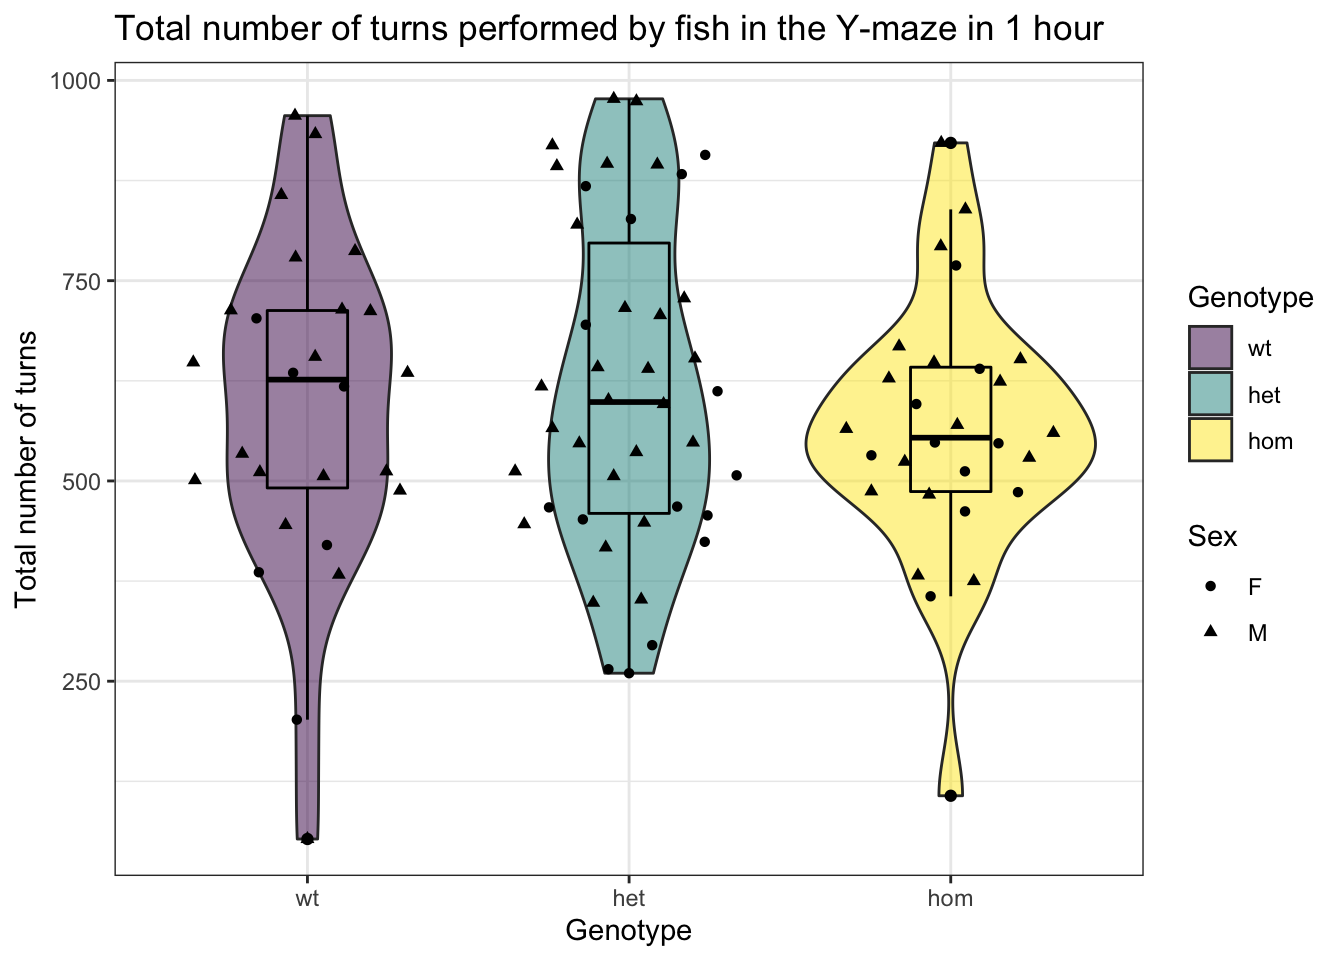 Total number of turns performed by fish in the Y-maze in 1 hour
Total number of turns
1000
750
500
250
wt
het
hom
Genotype
Genotype
wt
het
hom
Sex
F
M